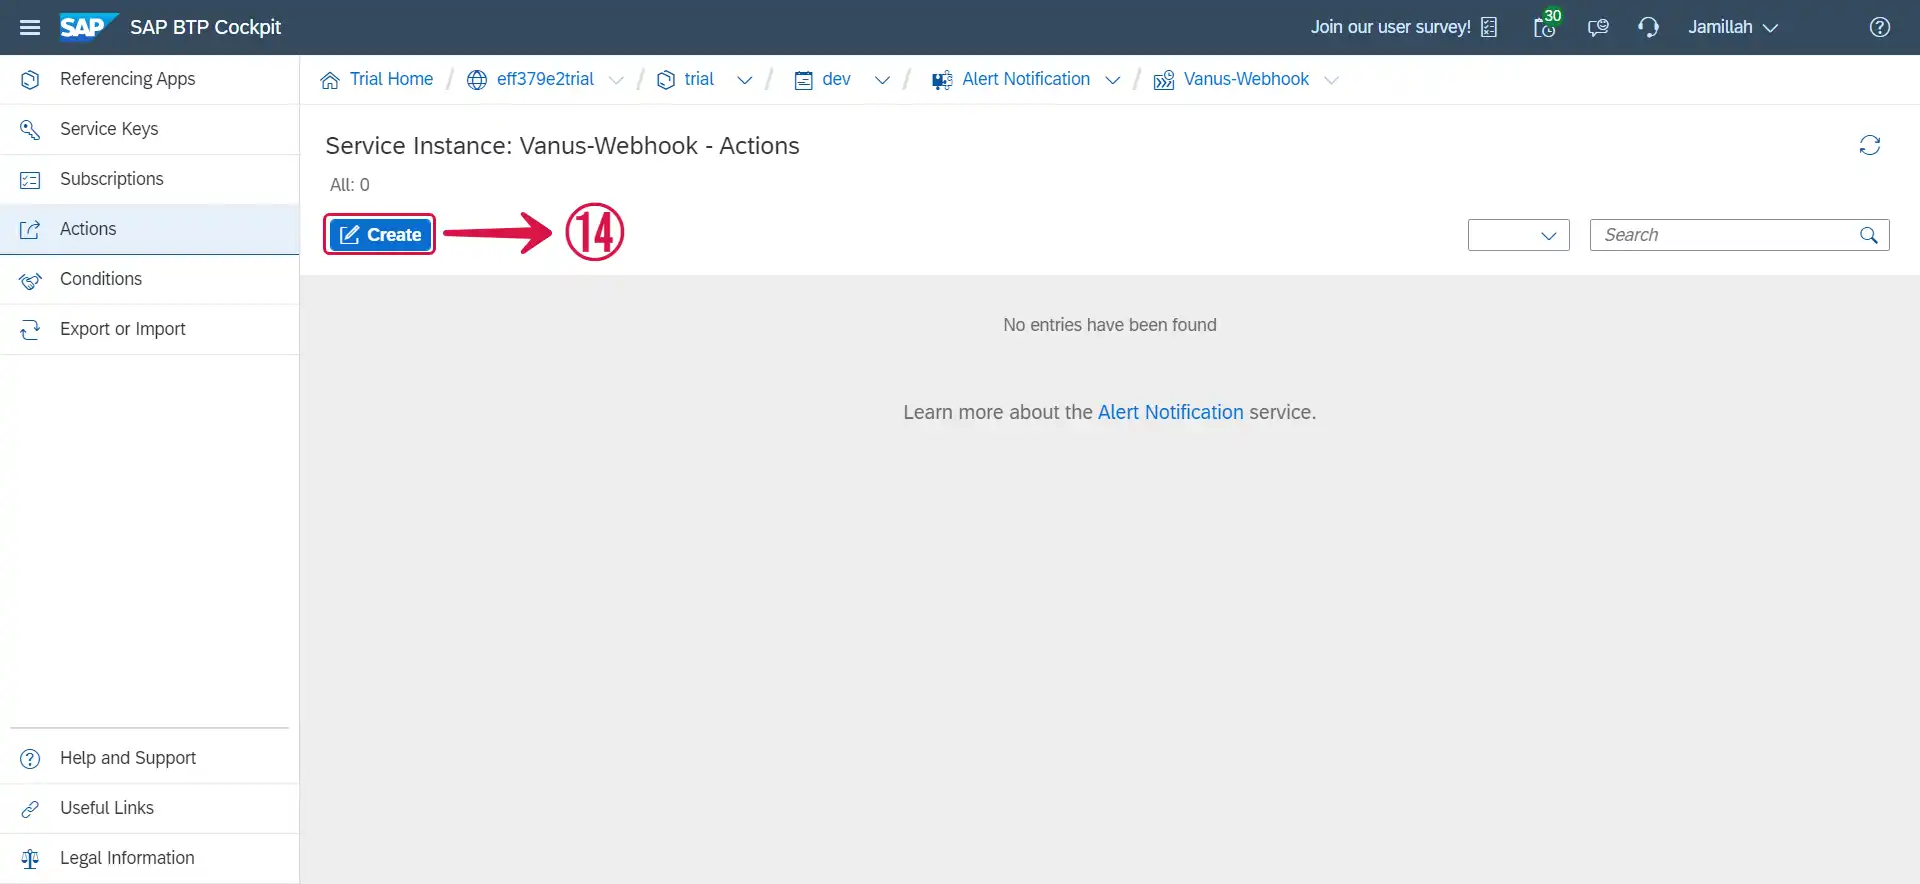 SAP SAP BTP Cockpit
Join our user survey!
30
Jamillah
Referencing Apps
Service Keys
Subscriptions
Actions
Conditions
Export or Import
Help and Support
Useful Links
Legal Information
Trial Home / eff379e2trial / trial / dev / Alert Notification / Vanus-Webhook
Service Instance: Vanus-Webhook - Actions
All: 0
Create
14
Search
No entries have been found
Learn more about the Alert Notification service.